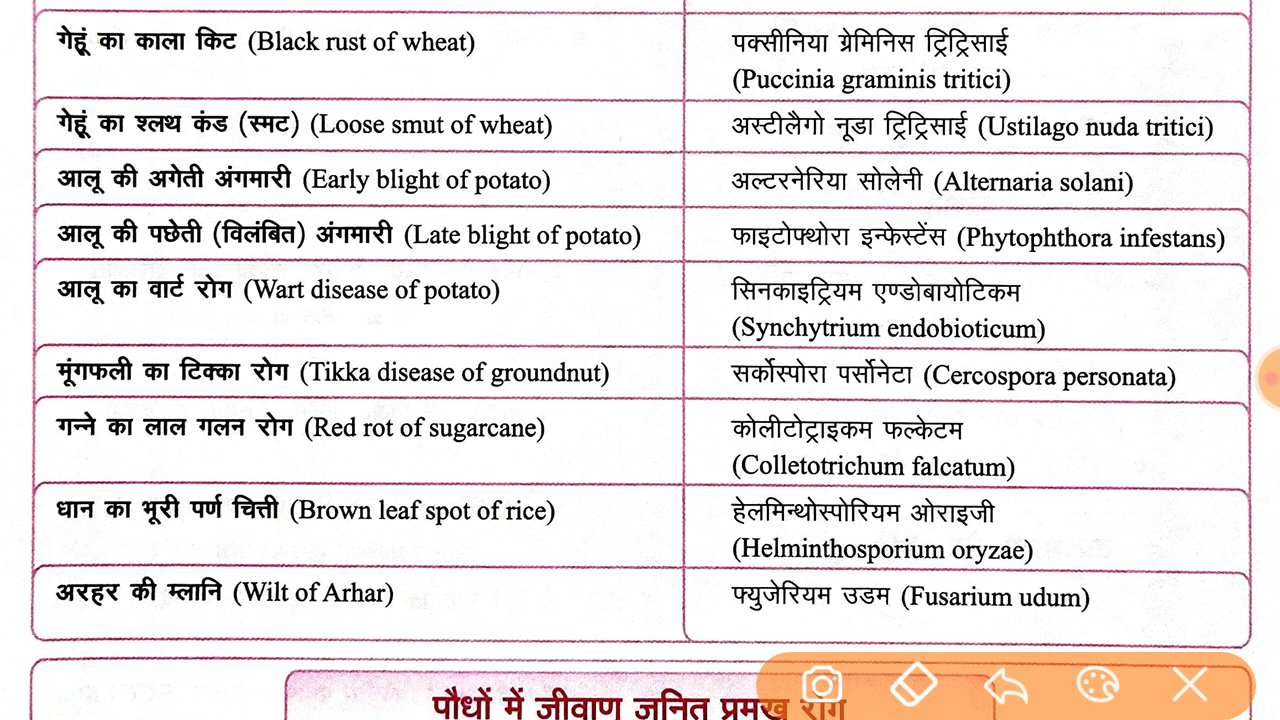 गेहूं का काला किट (Black rust of wheat)
पक्सीनिया ग्रेमिनिस ट्रिट्रिसाई
(Puccinia graminis tritici)
गेहूं का श्लथ कंड (स्मट) (Loose smut of wheat)
अस्टीलैगो नूडा ट्रिट्रिसाई (Ustilago nuda tritici)
आलू की अगेती अंगमारी (Early blight of potato)
अल्टरनेरिया सोलेनी (Alternaria solani)
आलू की पछेती (विलंबित) अंगमारी (Late blight of potato)
फाइटोफ्थोरा इन्फेस्टेंस (Phytophthora infestans)
आलू का वार्ट रोग (Wart disease of potato)
सिनकाइट्रियम एण्डोबायोटिकम
(Synchytrium endobioticum)
मूंगफली का टिक्का रोग (Tikka disease of groundnut)
सर्कोस्पोरा पर्सोनेटा (Cercospora personata)
गन्ने का लाल गलन रोग (Red rot of sugarcane)
कोलीटोट्राइकम फल्केटम
(Colletotrichum falcatum)
धान का भूरी पर्ण चित्ती (Brown leaf spot of rice)
हेलमिन्थोस्पोरियम ओराइजी
(Helminthosporium oryzae)
अरहर की म्लानि (Wilt of Arhar)
फ्युजेरियम उडम (Fusarium udum)
पौधों में जीवाणु जनित प्रमुख रोग